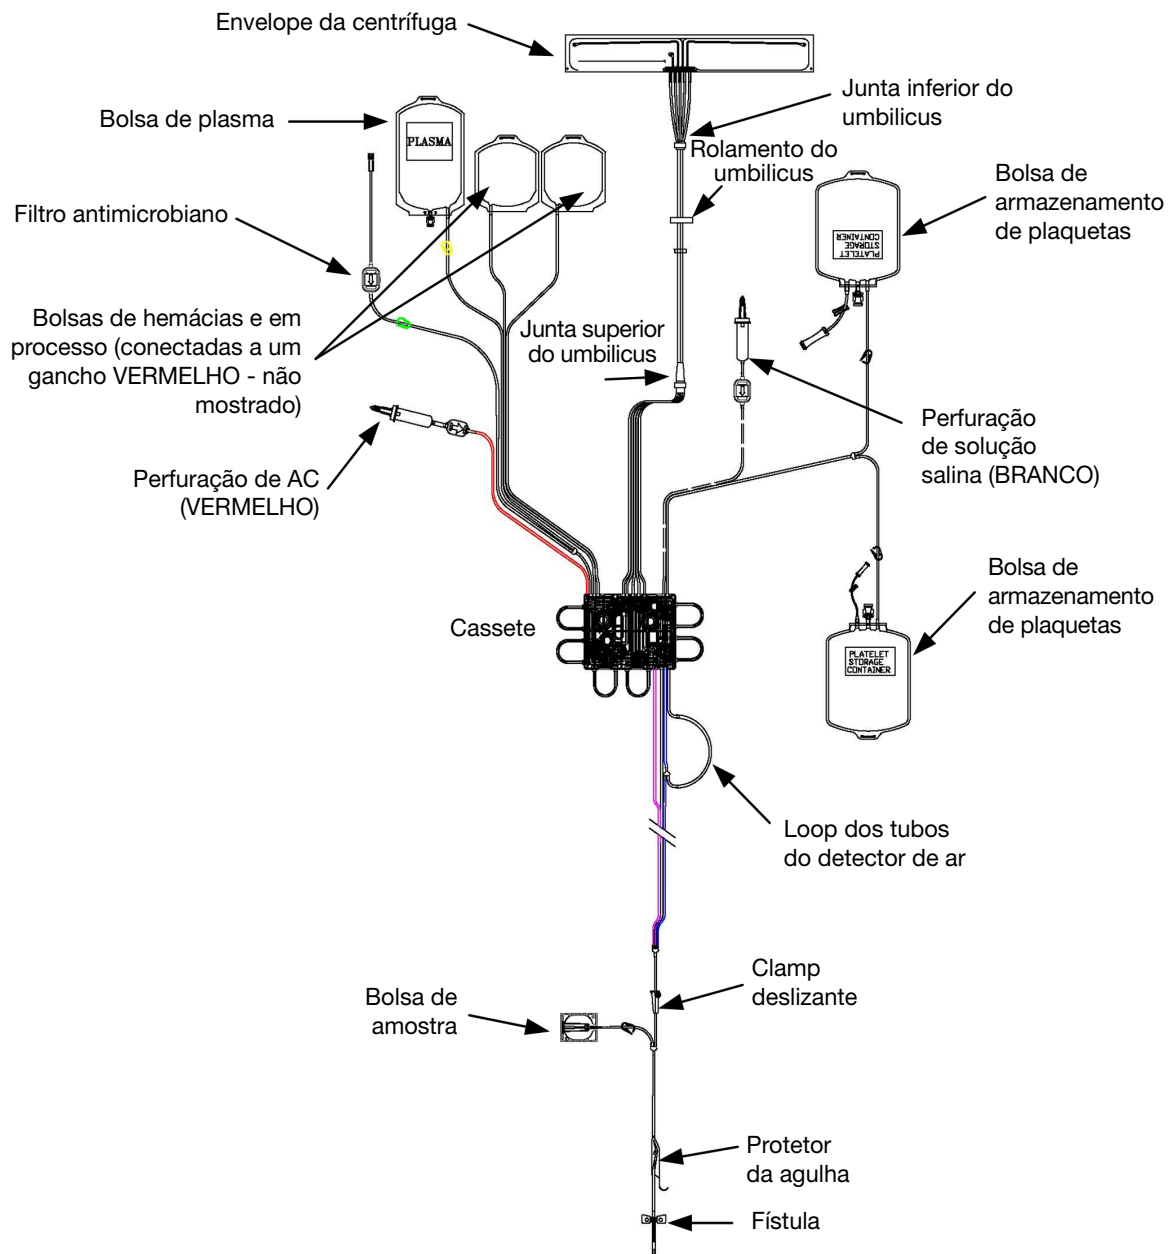 Envelope da centrífuga
Bolsa de plasma
PLASMA
Junta inferior do
umbilicus
Rolamento do
umbilicus
Bolsa de
armazenamento
de plaquetas
PLATELET
STORAGE
CONTAINER
Filtro antimicrobiano
Bolsas de hemácias e em
processo (conectadas a um
gancho VERMELHO - não
mostrado)
Junta superior
do umbilicus
Perfuração
de solução
salina (BRANCO)
Perfuração de AC
(VERMELHO)
Cassete
Bolsa de
armazenamento
de plaquetas
PLATELET
STORAGE
CONTAINER
Loop dos tubos
do detector de ar
Clamp
deslizante
Bolsa de
amostra
Protetor
da agulha
Fístula